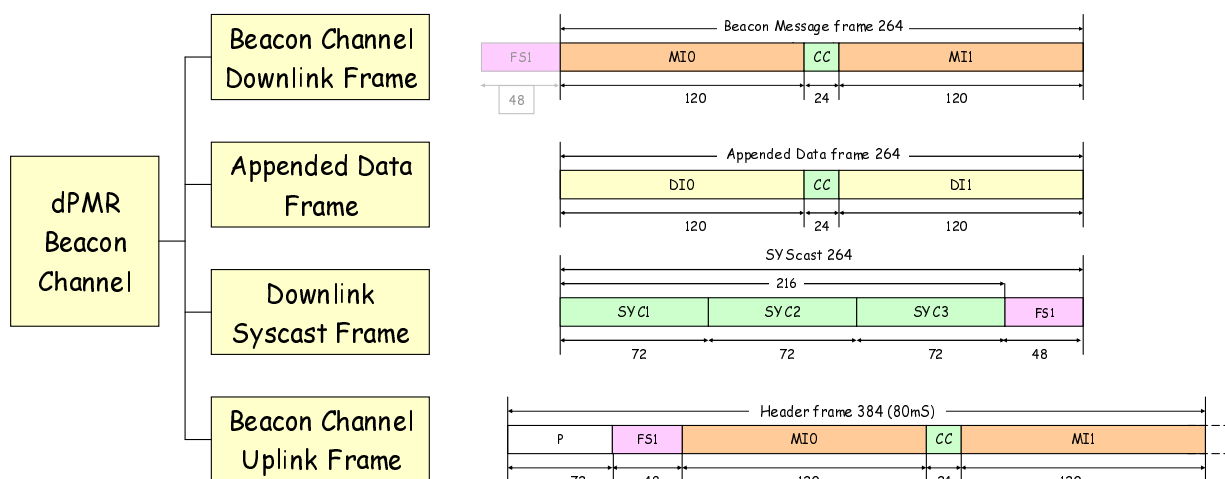 dPMR
Beacon
Channel
Beacon Channel
Downlink Frame
Beacon Message frame 264
FS1 MI0 CC MI1
48 120 24 120
Appended Data
Frame
Appended Data frame 264
DI0 CC DI1
120 24 120
Downlink
Syscast Frame
SYScast 264
216
SYC1 SYC2 SYC3 FS1
72 72 72 48
Beacon Channel
Uplink Frame
Header frame 384 (80mS)
P FS1 MI0 CC MI1